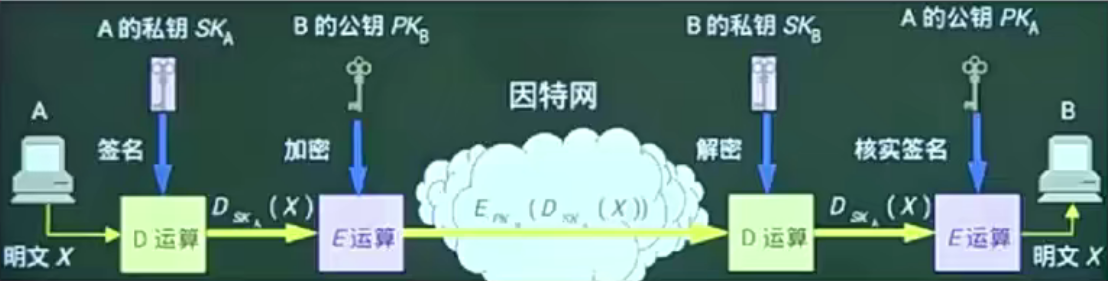 A 的私钥 SKA
B 的公钥 PKB
B 的私钥 SKB
A 的公钥 PKA
因特网
A
B
签名
加密
解密
核实签名
DSKA(X)
EPKB(DSKA(X))
DSKA(X)
D 运算
E 运算
D 运算
E 运算
明文 X
明文 X